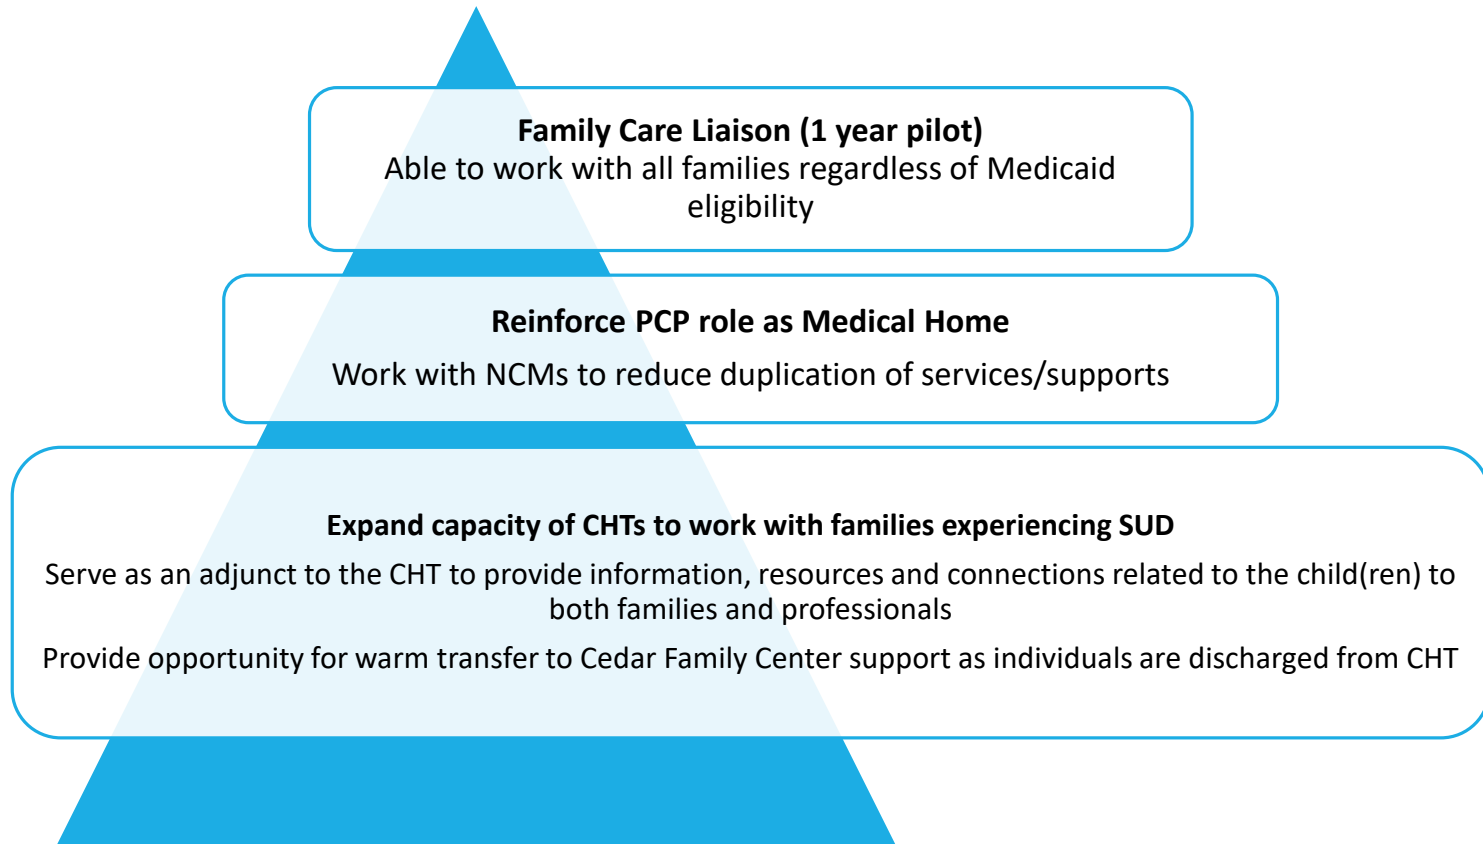 Family Care Liaison (1 year pilot)
Able to work with all families regardless of Medicaid
eligibility
Reinforce PCP role as Medical Home
Work with NCMs to reduce duplication of services/supports
Expand capacity of CHTs to work with families experiencing SUD
Serve as an adjunct to the CHT to provide information, resources and connections related to the child(ren) to
both families and professionals
Provide opportunity for warm transfer to Cedar Family Center support as individuals are discharged from CHT